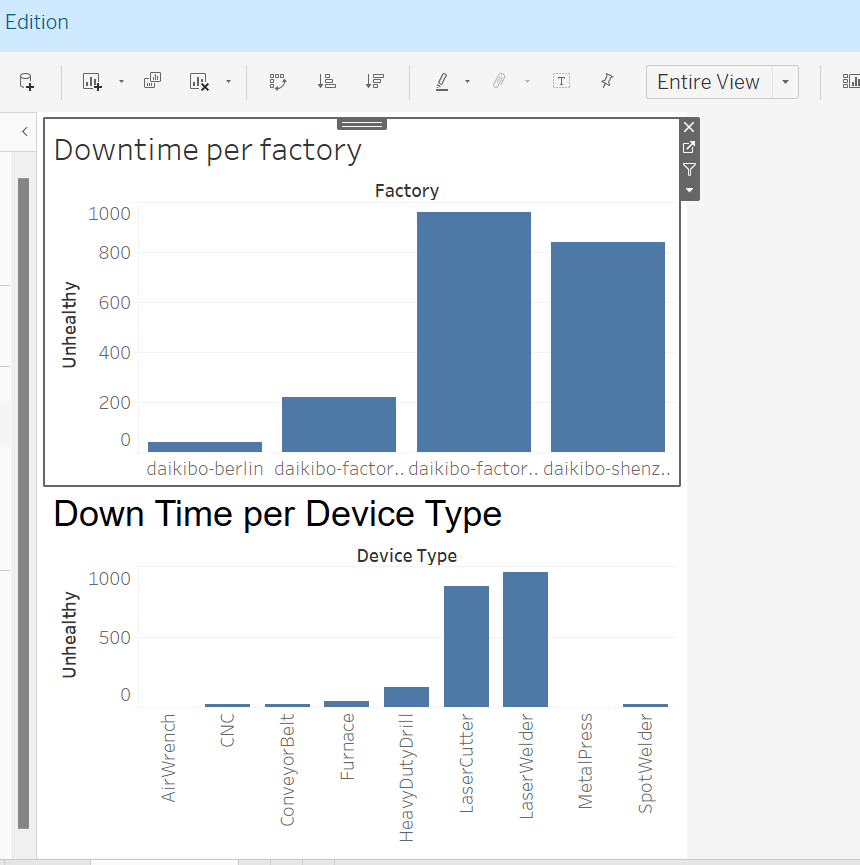 Edition
T
Entire View
Downtime per factory
Factory
1000
800
600
400
200
0
Unhealthy
daikibo-berlin daikibo-factor.. daikibo-factor.. daikibo-shenz..
Down Time per Device Type
Device Type
1000
500
0
Unhealthy
AirWrench
CNC
ConveyorBelt
Furnace
HeavyDutyDrill
LaserCutter
LaserWelder
MetalPress
SpotWelder